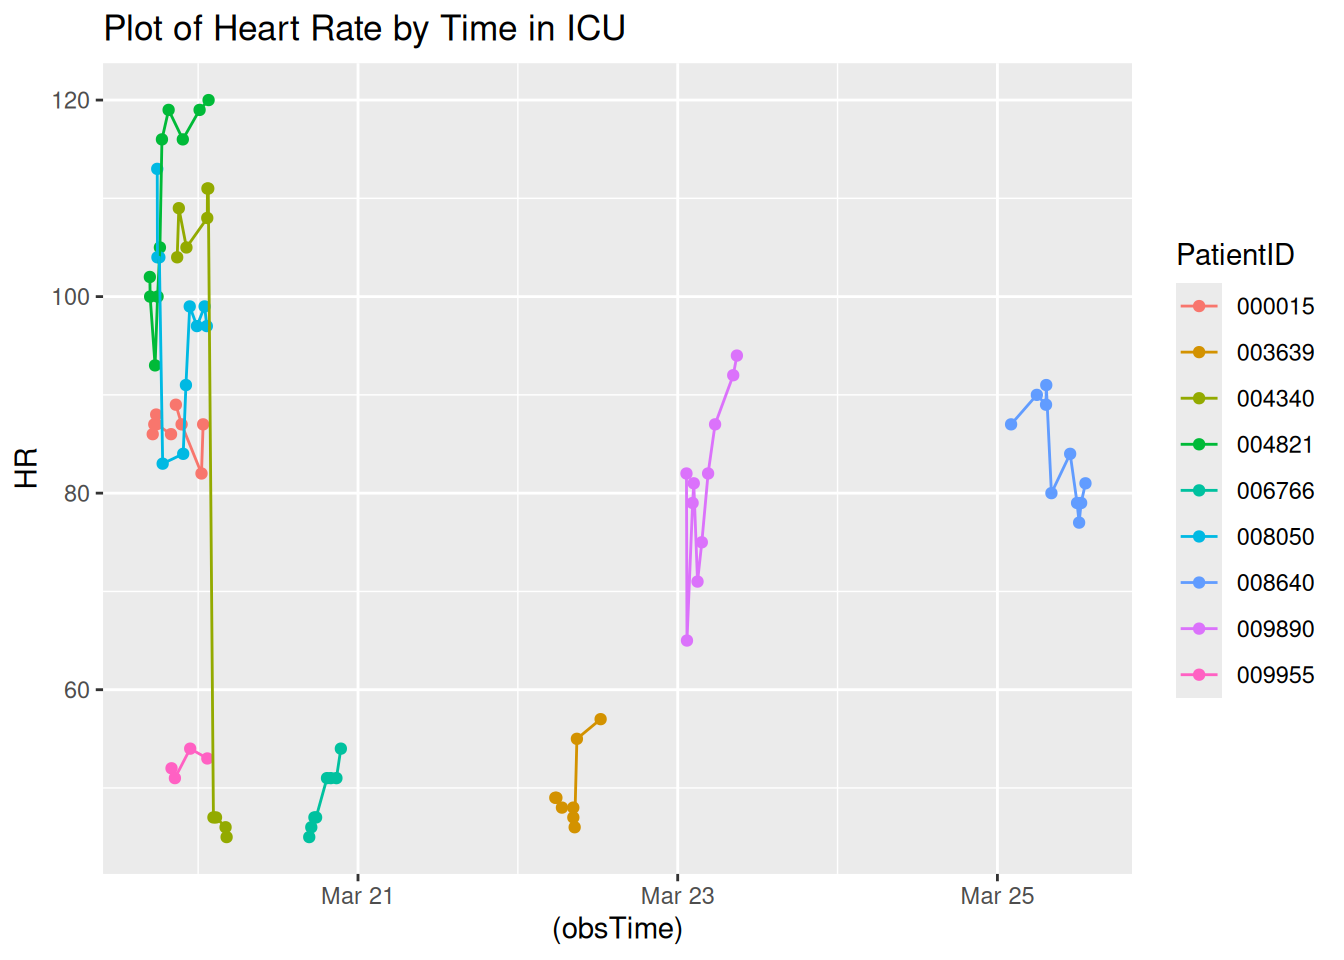 Plot of Heart Rate by Time in ICU
120
100
80
60
HR
Mar 21
Mar 23
Mar 25
(obsTime)
PatientID
000015
003639
004340
004821
006766
008050
008640
009890
009955